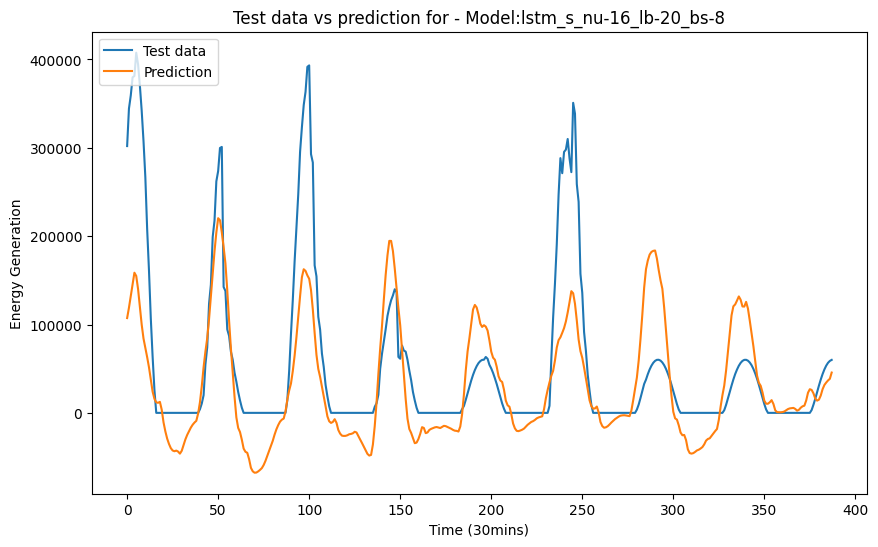 Test data vs prediction for - Model:lstm_s_nu-16_lb-20_bs-8
Test data
Prediction
400000
300000
200000
100000
0
Energy Generation
0 50 100 150 200 250 300 350 400
Time (30mins)